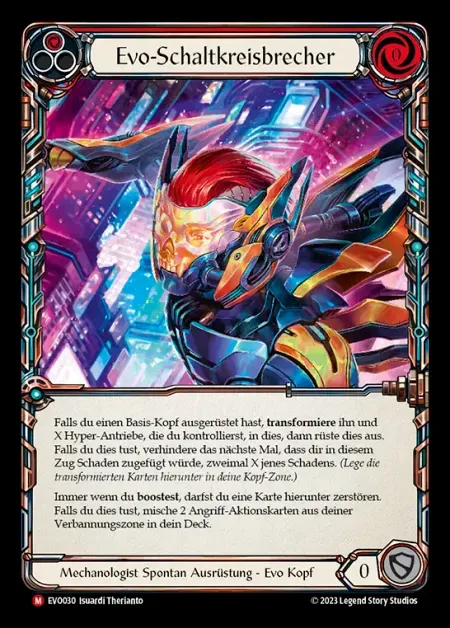 Evo-Schaltkreisbrecher
0
Falls du einen Basis-Kopf ausgerüstet hast, transformiere ihn und
X Hyper-Antriebe, die du kontrollierst, in dies, dann rüste dies aus.
Falls du dies tust, verhindere das nächste Mal, dass dir in diesem
Zug Schaden zugefügt würde, zweimal X jenes Schadens. (Lege die
transformierten Karten hierunter in deine Kopf-Zone.)
Immer wenn du boostest, darfst du eine Karte hierunter zerstören.
Falls du dies tust, mische 2 Angriff-Aktionskarten aus deiner
Verbannungszone in dein Deck.
Mechanologist Spontan Ausrüstung - Evo Kopf
0
M EVO030 Isuardi Therianto © 2023 Legend Story Studios